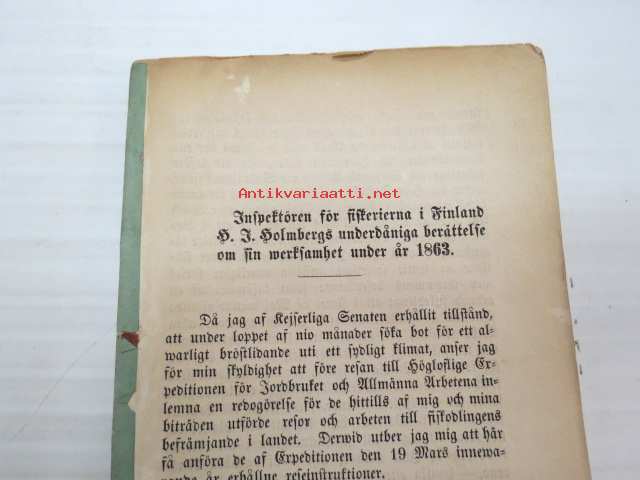 Antikvariaatti.net
Inspektören för fiskerierna i Finland
H. J. Holmbergs underdåniga berättelse
om sin werksamhet under år 1863.
Då jag af Kejserliga Senaten erhållit tillstånd,
att under loppet af nio månader söka bot för ett al-
warligt bröstlidande uti ett sydligt klimat, anser jag
för min skyldighet att före resan till Högloflige Ex-
peditionen för Jordbruket och Allmänna Arbetena in-
lemna en redogörelse för de hittills af mig och mina
biträden utförde resor och arbeten till fiskodlingens
befrämjande i landet. Derwid utber jag mig att här
få anföra de af Expeditionen den 19 Mars innewa-
rande år erhållne reseinstruktioner.